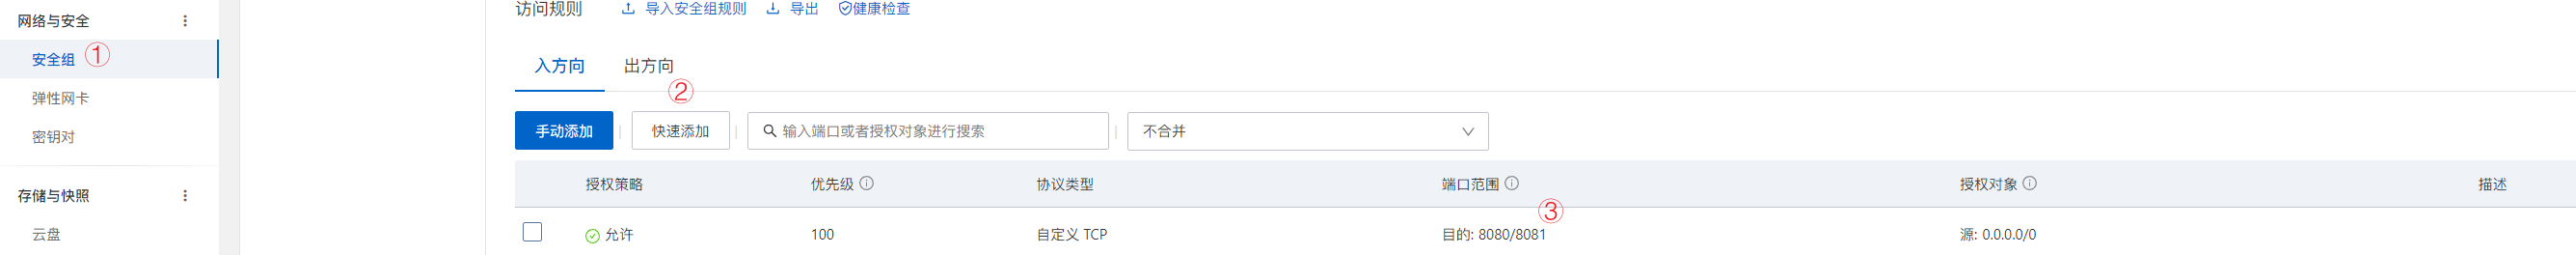 网络与安全
安全组 ①
弹性网卡
密钥对
存储与快照
云盘
访问规则 导入安全组规则 导出 健康检查
入方向 出方向
②
手动添加 快速添加 输入端口或者授权对象进行搜索 不合并
授权策略 优先级 协议类型 端口范围 授权对象 描述
③
允许 100 自定义 TCP 目的: 8080/8081 源: 0.0.0.0/0